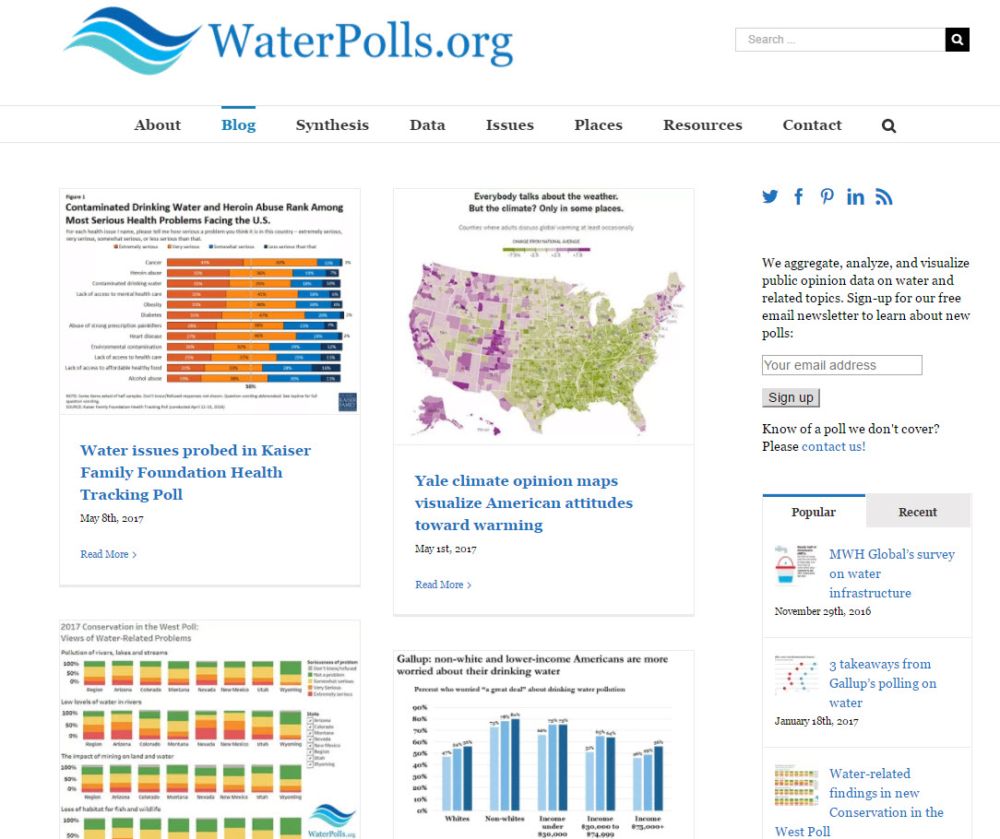 WaterPolls.org
Search ...
About
Blog
Synthesis
Data
Issues
Places
Resources
Contact
Figure 1
Contaminated Drinking Water and Heroin Abuse Rank Among
Most Serious Health Problems Facing the U.S.
For each health issue I name, please tell me how serious a problem you think it is in this country – extremely serious,
very serious, somewhat serious, or less serious than that.
Extremely serious
Very serious
Somewhat serious
Less serious than that
Cancer
Heroin abuse
Contaminated drinking water
Lack of access to mental health care
Obesity
Diabetes
Abuse of strong prescription painkillers
Heart disease
Environmental contamination
Lack of access to health care
Lack of access to affordable healthy food
Alcohol abuse
50%
NOTE: Some items asked of half samples. Don't know/Refused responses not shown. Question wording abbreviated. See topline for full
question wording.
SOURCE: Kaiser Family Foundation Health Tracking Poll (conducted April 12-18, 2016)
Water issues probed in Kaiser
Family Foundation Health
Tracking Poll
May 8th, 2017
Read More >
Everybody talks about the weather.
But the climate? Only in some places.
Counties where adults discuss global warming at least occasionally
CHANGE FROM NATIONAL AVERAGE
-7.5%
-2.5
+2.5
+7.5%
Yale climate opinion maps
visualize American attitudes
toward warming
May 1st, 2017
Read More >
2017 Conservation in the West Poll:
Views of Water-Related Problems
Pollution of rivers, lakes and streams
100%
50%
0%
Region Arizona Colorado Montana Nevada New Mexico Utah Wyoming
Seriousness of problem
Don't know/refused
Not a problem
Somewhat serious
Very Serious
Extremely serious
Low levels of water in rivers
100%
50%
0%
Region Arizona Colorado Montana Nevada New Mexico Utah Wyoming
State
Arizona
Colorado
Montana
Nevada
New Mexico
Region
Utah
Wyoming
The impact of mining on land and water
100%
50%
0%
Region Arizona Colorado Montana Nevada New Mexico Utah Wyoming
Loss of habitat for fish and wildlife
100%
WaterPolls.org
Gallup: non-white and lower-income Americans are more
worried about their drinking water
Percent who worried "a great deal" about drinking water pollution
90%
80%
70%
60%
50%
40%
30%
20%
10%
0%
47% 54% 56%
73% 78% 80%
66% 75% 75%
51% 65% 64%
46% 49% 56%
Whites
Non-whites
Income
under
$30,000
Income
$30,000 to
$74,999
Income
$75,000+
We aggregate, analyze, and visualize
public opinion data on water and
related topics. Sign-up for our free
email newsletter to learn about new
polls:
Your email address
Sign up
Know of a poll we don't cover?
Please contact us!
Popular
Recent
MWH Global's survey
on water
infrastructure
November 29th, 2016
3 takeaways from
Gallup's polling on
water
January 18th, 2017
Water-related
findings in new
Conservation in the
West Poll